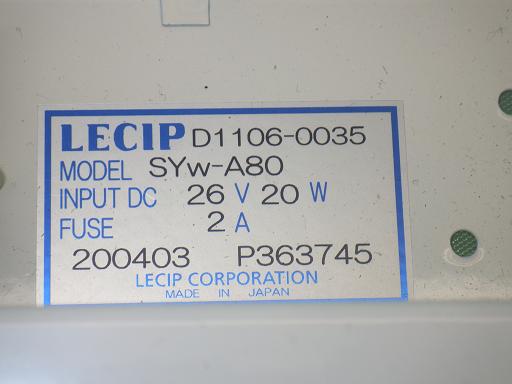 LECIP D1106-0035
MODEL SYw-A80
INPUT DC 26 V 20 W
FUSE 2 A
200403 P363745
LECIP CORPORATION
MADE IN JAPAN